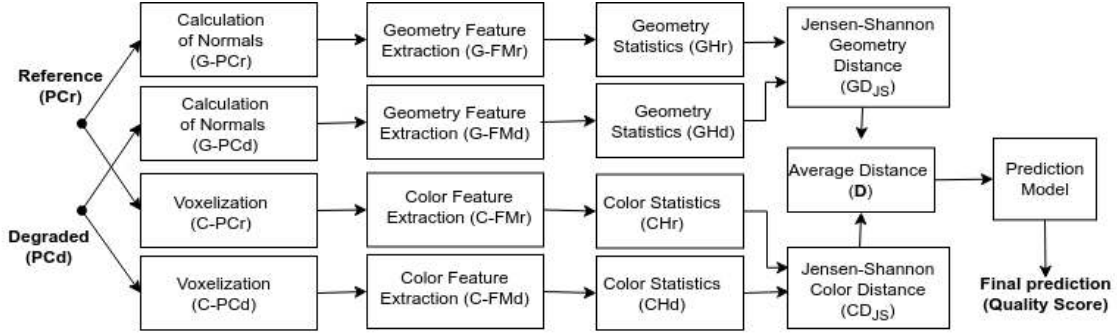 Reference
(PCr)
Degraded
(PCd)
Calculation
of Normals
(G-PCr)
Geometry Feature
Extraction (G-FMr)
Geometry
Statistics (GHr)
Jensen-Shannon
Geometry
Distance
(GD_JS)
Calculation
of Normals
(G-PCd)
Geometry Feature
Extraction (G-FMd)
Geometry
Statistics (GHd)
Average Distance
(D)
Prediction
Model
Voxelization
(C-PCr)
Color Feature
Extraction (C-FMr)
Color Statistics
(CHr)
Voxelization
(C-PCd)
Color Feature
Extraction (C-FMd)
Color Statistics
(CHd)
Jensen-Shannon
Color Distance
(CD_JS)
Final prediction
(Quality Score)